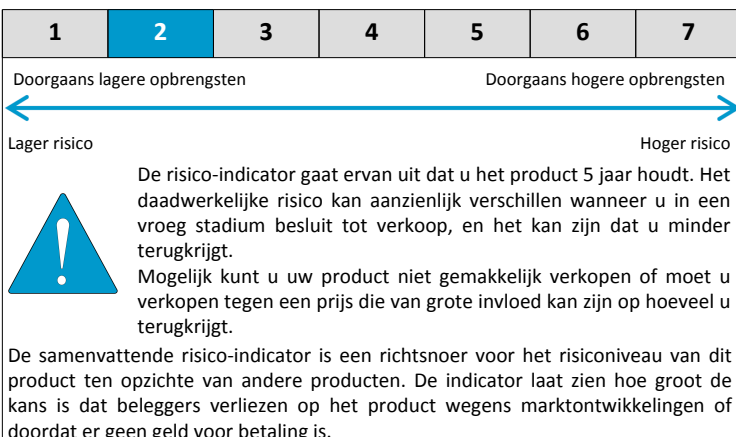 1 2 3 4 5 6 7
Doorgaans lagere opbrengsten Doorgaans hogere opbrengsten
Lager risico Hoger risico
De risico-indicator gaat ervan uit dat u het product 5 jaar houdt. Het
daadwerkelijke risico kan aanzienlijk verschillen wanneer u in een
vroeg stadium besluit tot verkoop, en het kan zijn dat u minder
terugkrijgt.
Mogelijk kunt u uw product niet gemakkelijk verkopen of moet u
verkopen tegen een prijs die van grote invloed kan zijn op hoeveel u
terugkrijgt.
De samenvattende risico-indicator is een richtsnoer voor het risiconiveau van dit
product ten opzichte van andere producten. De indicator laat zien hoe groot de
kans is dat beleggers verliezen op het product wegens marktontwikkelingen of
doordat er geen geld voor betaling is.